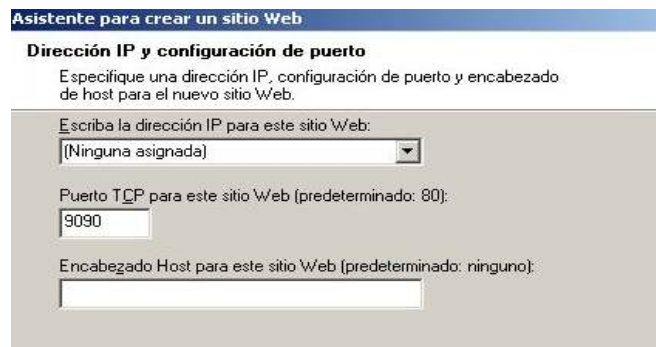 Asistente para crear un sitio Web
Dirección IP y configuración de puerto
Especifique una dirección IP, configuración de puerto y encabezado
de host para el nuevo sitio Web.
Escriba la dirección IP para este sitio Web:
(Ninguna asignada)
Puerto TCP para este sitio Web (predeterminado: 80):
9090
Encabezado Host para este sitio Web (predeterminado: ninguno):